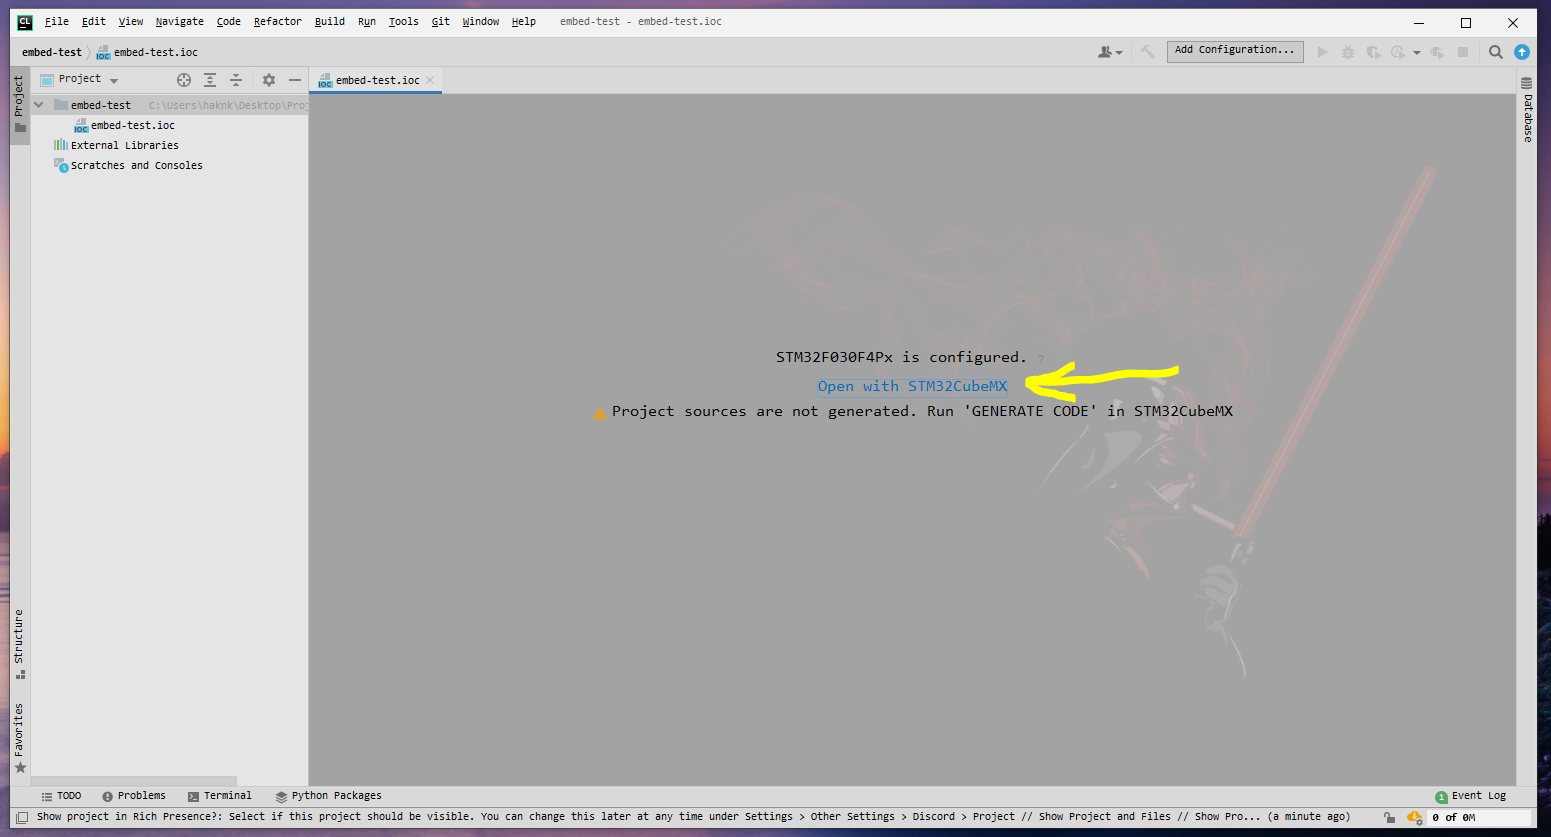 CL File Edit View Navigate Code Refactor Build Run Tools Git Window Help embed-test - embed-test.ioc
embed-test IOC embed-test.ioc Add Configuration...
Project IOC embed-test.ioc
Project
embed-test C:\Users\haknk\Desktop\Proj
IOC embed-test.ioc
External Libraries
Scratches and Consoles
Database
STM32F030F4Px is configured. ?
Open with STM32CubeMX
Project sources are not generated. Run 'GENERATE CODE' in STM32CubeMX
Structure
Favorites
TODO Problems Terminal Python Packages 1 Event Log
Show project in Rich Presence?: Select if this project should be visible. You can change this later at any time under Settings > Other Settings > Discord > Project // Show Project and Files // Show Pro... (a minute ago) 0 of 0M